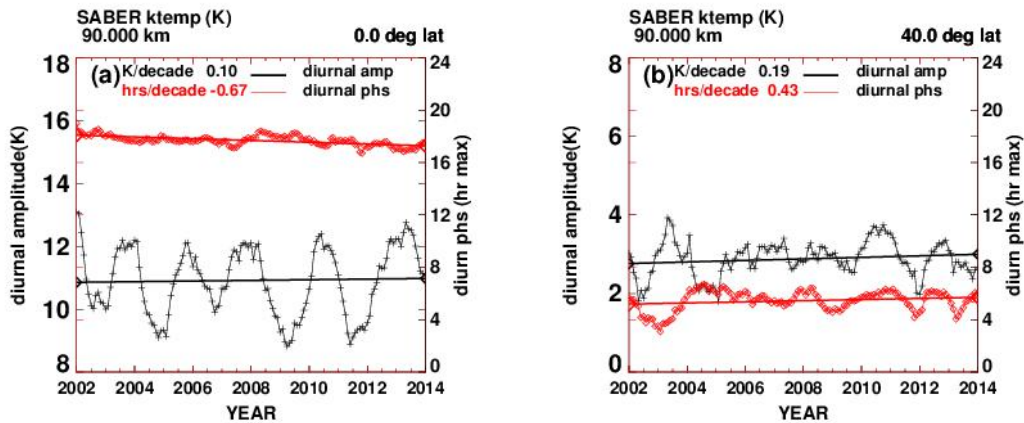 SABER ktemp (K)
90.000 km 0.0 deg lat
(a) K/decade 0.10 diurnal amp
hrs/decade -0.67 diurnal phs
18
16
14
12
10
8
diurnal amplitude(K)
24
20
16
12
8
4
0
diurn phs (hr max)
2002 2004 2006 2008 2010 2012 2014
YEAR
SABER ktemp (K)
90.000 km 40.0 deg lat
(b) K/decade 0.19 diurnal amp
hrs/decade 0.43 diurnal phs
8
6
4
2
0
diurnal amplitude(K)
24
20
16
12
8
4
0
diurn phs (hr max)
2002 2004 2006 2008 2010 2012 2014
YEAR